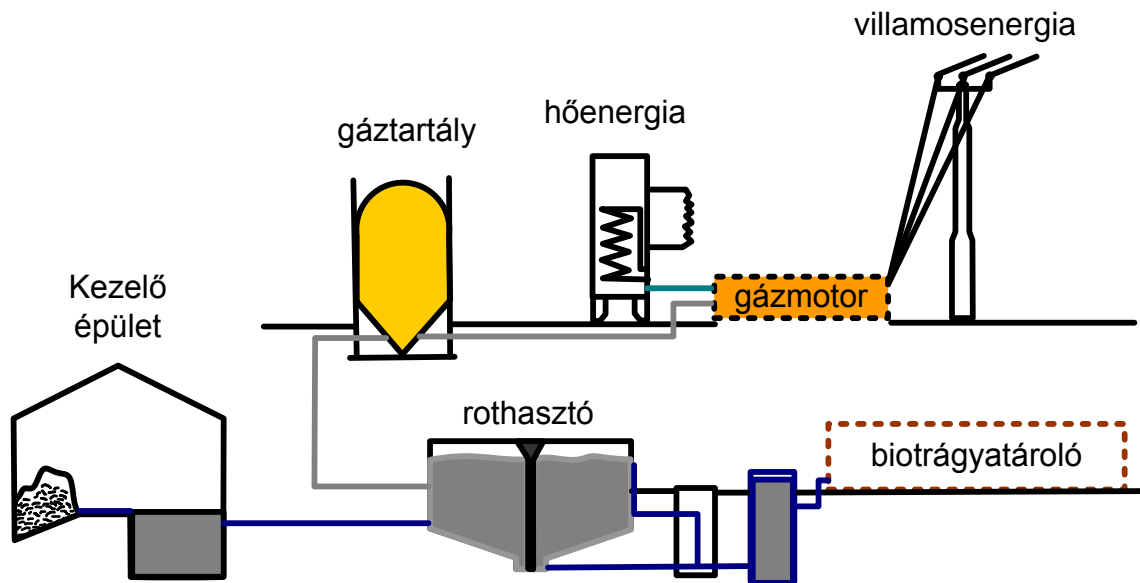 villamosenergia
hőenergia
gáztartály
gázmotor
Kezelő
épület
rothasztó
biotrágyatároló